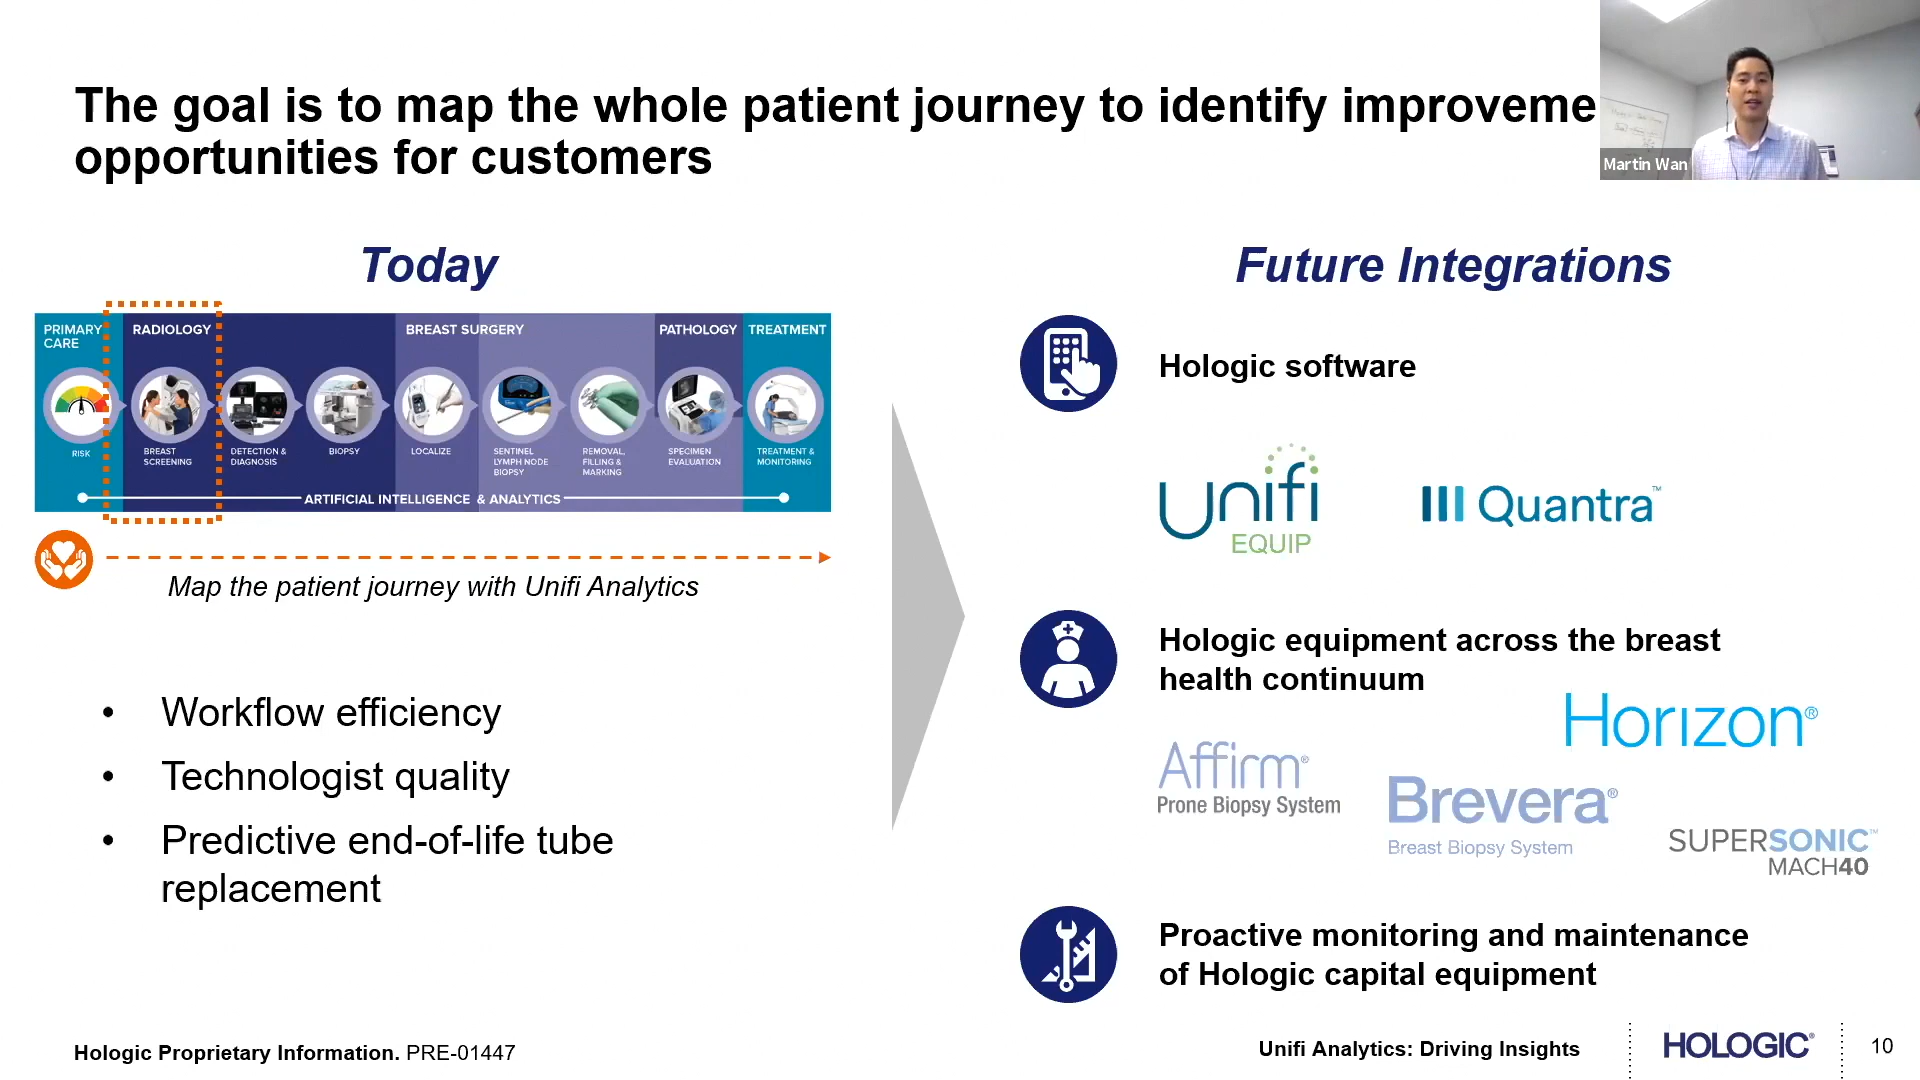 The goal is to map the whole patient journey to identify improveme
opportunities for customers
Martin Wan
Today
Future Integrations
PRIMARY
CARE
RADIOLOGY
BREAST SURGERY
PATHOLOGY
TREATMENT
RISK
BREAST
SCREENING
DETECTION &
DIAGNOSIS
BIOPSY
LOCALIZE
SENTINEL
LYMPH NODE
BIOPSY
REMOVAL,
FILLING &
MARKING
SPECIMEN
EVALUATION
TREATMENT &
MONITORING
ARTIFICIAL INTELLIGENCE & ANALYTICS
Map the patient journey with Unifi Analytics
• Workflow efficiency
• Technologist quality
• Predictive end-of-life tube
replacement
Hologic software
Unifi
EQUIP
Quantra™
Hologic equipment across the breast
health continuum
Horizon®
Affirm®
Prone Biopsy System
Brevera®
Breast Biopsy System
SUPERSONIC™
MACH40
Proactive monitoring and maintenance
of Hologic capital equipment
Hologic Proprietary Information. PRE-01447
Unifi Analytics: Driving Insights
HOLOGIC®
10